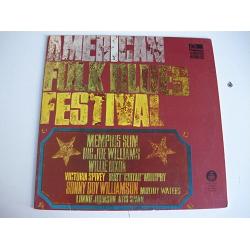 AMERICAN
FOLK BLUES
FESTIVAL
MEMPHIS SLIM
BIG JOE WILLIAMS
WILLIE DIXON
VICTORIA SPIVEY MATT "GUITAR" MURPHY
SONNY BOY WILLIAMSON MUDDY WATERS
LONNIE JOHNSON OTIS SPANN